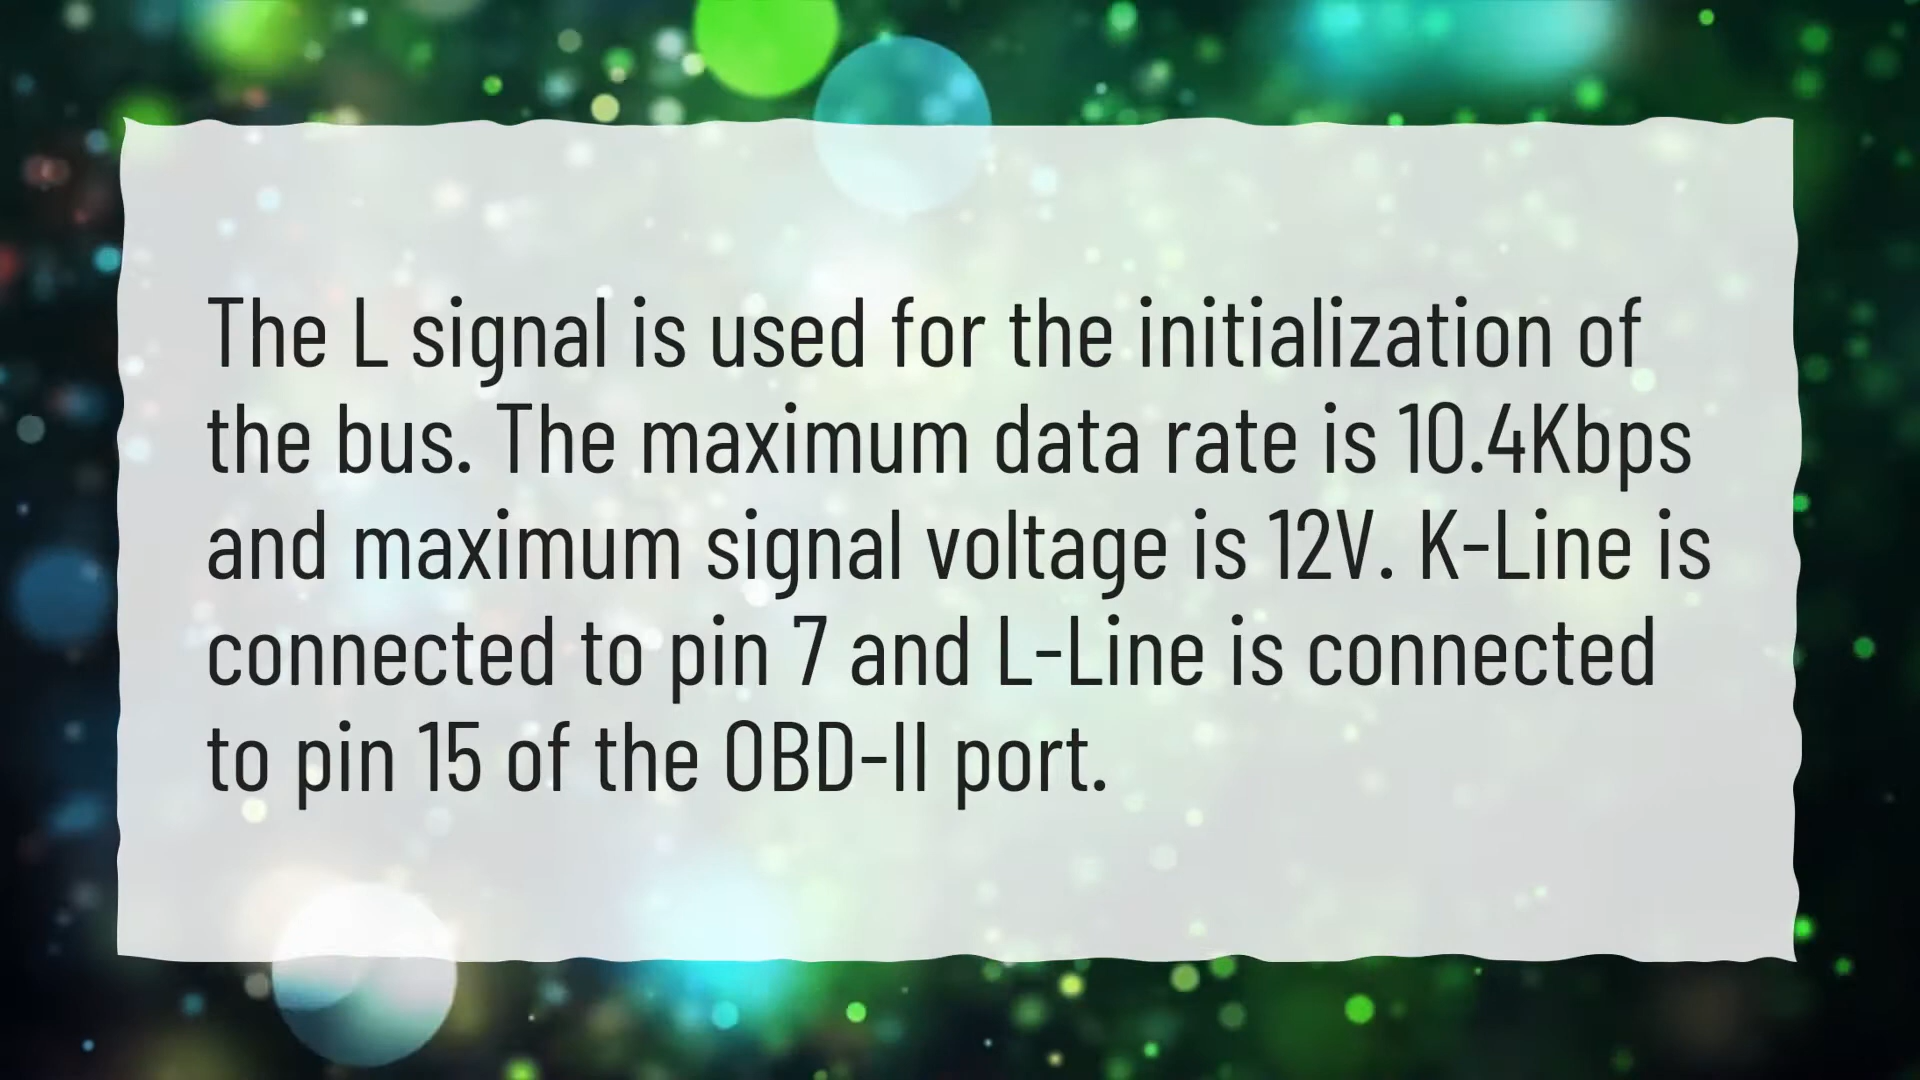 The L signal is used for the initialization of
the bus. The maximum data rate is 10.4Kbps
and maximum signal voltage is 12V. K-Line is
connected to pin 7 and L-Line is connected
to pin 15 of the OBD-II port.